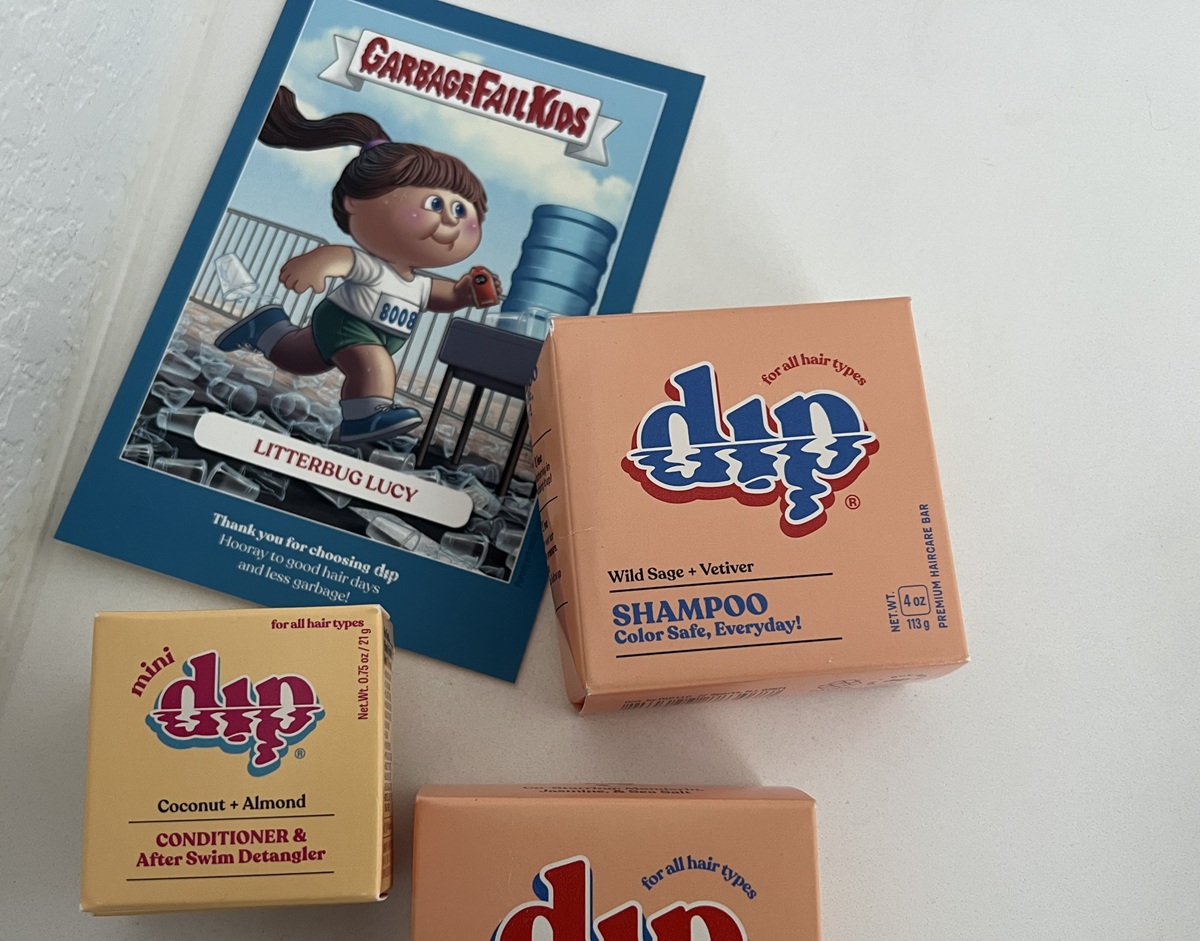 GARBAGE FAIL KIDS
8008
LITTERBUG LUCY
Thank you for choosing dip
Hooray to good hair days
and less garbage!
for all hair types
dip
®
Wild Sage + Vetiver
SHAMPOO
Color Safe, Everyday!
NET. WT. 4 oz 113 g
PREMIUM HAIRCARE BAR
for all hair types
mini
dip
®
Net.Wt. 0.75 oz / 21 g
Coconut + Almond
CONDITIONER &
After Swim Detangler
Jasmine, & Sea Salt
for all hair types
dip